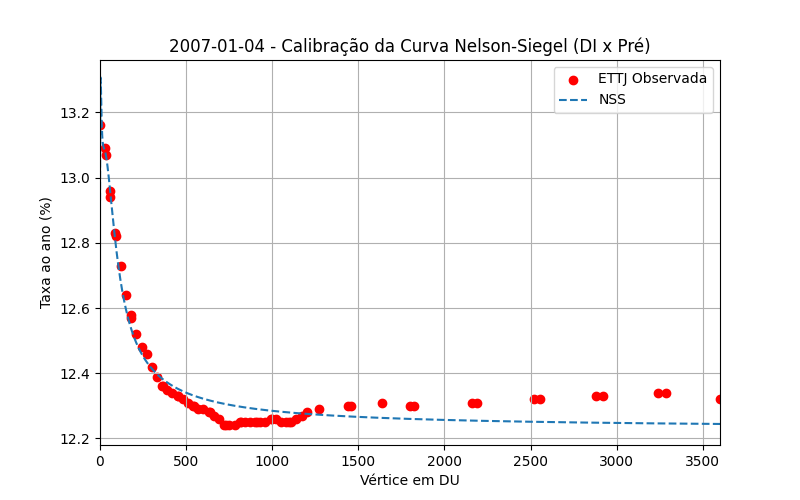 2007-01-04 - Calibração da Curva Nelson-Siegel (DI x Pré)
ETTJ Observada
NSS
Taxa ao ano (%)
13.2
13.0
12.8
12.6
12.4
12.2
0 500 1000 1500 2000 2500 3000 3500
Vértice em DU